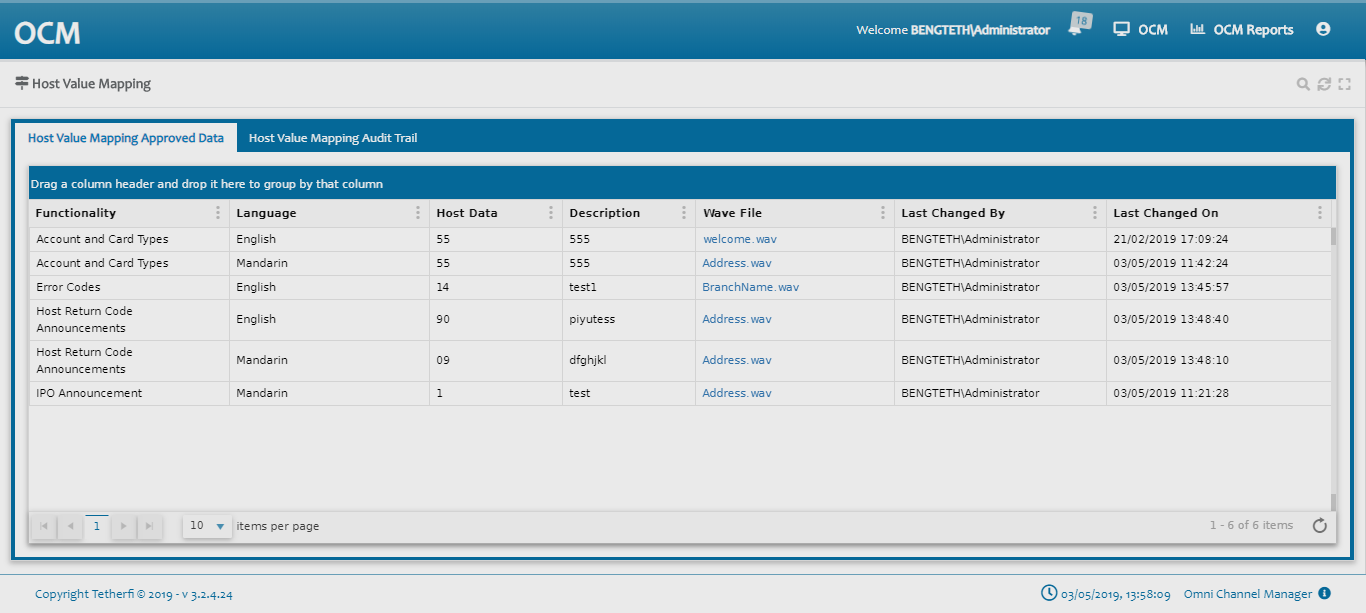 OCM
Welcome BENGTETH\Administrator 18 OCM OCM Reports
Host Value Mapping
Host Value Mapping Approved Data Host Value Mapping Audit Trail
Drag a column header and drop it here to group by that column
Functionality Language Host Data Description Wave File Last Changed By Last Changed On
Account and Card Types English 55 555 welcome.wav BENGTETH\Administrator 21/02/2019 17:09:24
Account and Card Types Mandarin 55 555 Address.wav BENGTETH\Administrator 03/05/2019 11:42:24
Error Codes English 14 test1 BranchName.wav BENGTETH\Administrator 03/05/2019 13:45:57
Host Return Code
Announcements English 90 piyutess Address.wav BENGTETH\Administrator 03/05/2019 13:48:40
Host Return Code
Announcements Mandarin 09 dfghjkl Address.wav BENGTETH\Administrator 03/05/2019 13:48:10
IPO Announcement Mandarin 1 test Address.wav BENGTETH\Administrator 03/05/2019 11:21:28
1 10 items per page 1 - 6 of 6 items
Copyright Tetherfi © 2019 - v 3.2.4.24 03/05/2019, 13:58:09 Omni Channel Manager